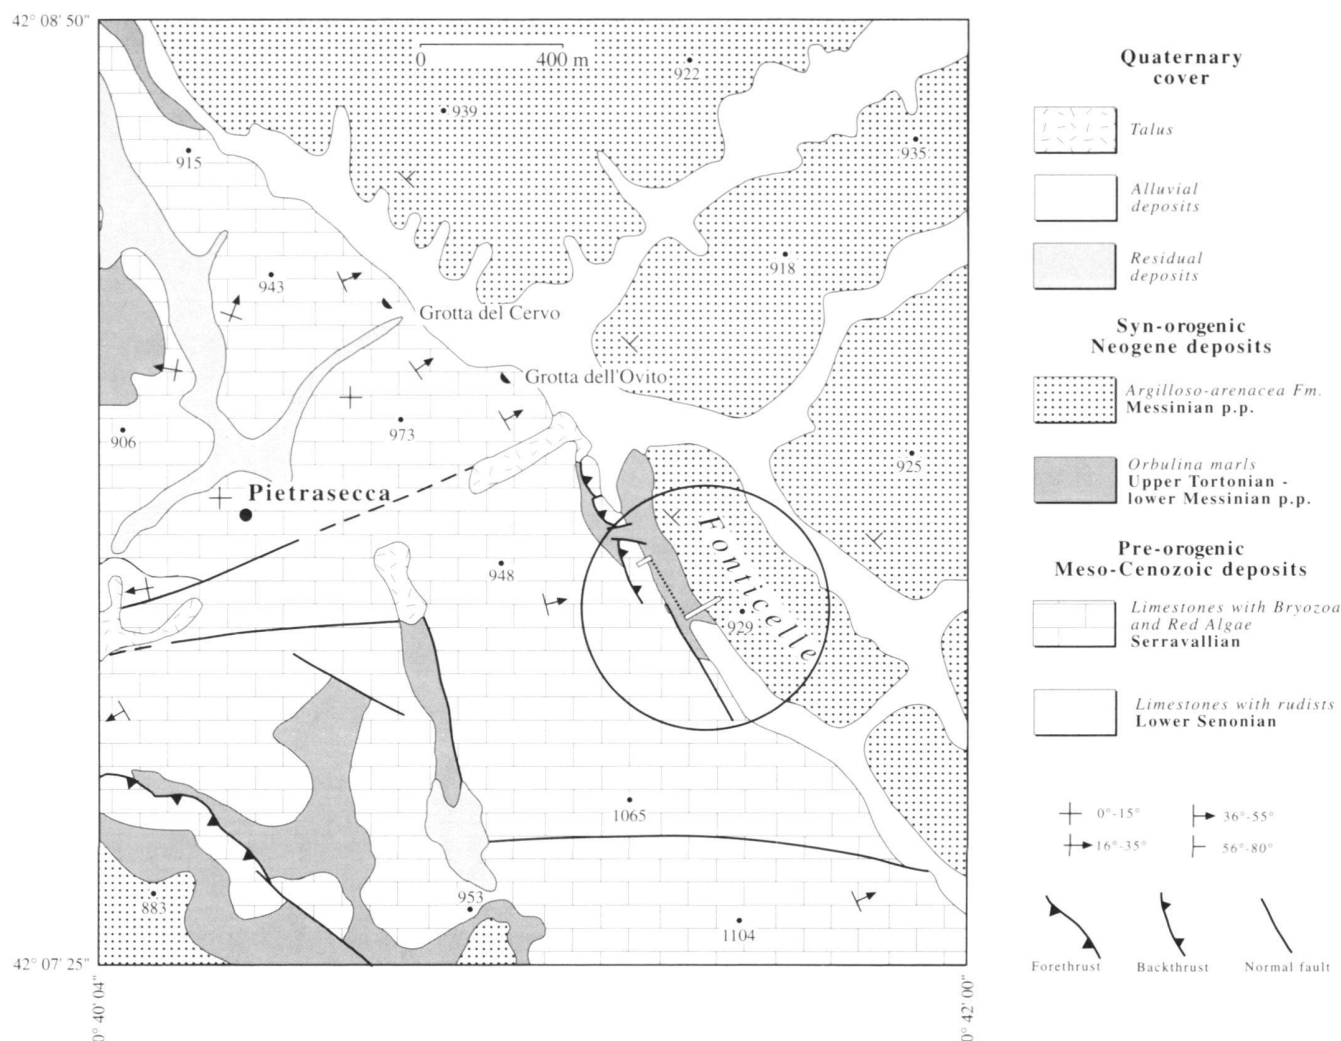 42° 08' 50"
0 400 m
922
939
935
915
918
943
Grotta del Cervo
Grotta dell'Ovito
973
906
925
Pietrasecca
Fonticelle
948
929
1065
953
883
1104
42° 07' 25"
0° 40' 04"
0° 42' 00"
Quaternary
cover
Talus
Alluvial
deposits
Residual
deposits
Syn-orogenic
Neogene deposits
Argilloso-arenacea Fm.
Messinian p.p.
Orbulina marls
Upper Tortonian -
lower Messinian p.p.
Pre-orogenic
Meso-Cenozoic deposits
Limestones with Bryozoa
and Red Algae
Serravallian
Limestones with rudists
Lower Senonian
0°-15° 36°-55°
16°-35° 56°-80°
Forethrust Backthrust Normal fault